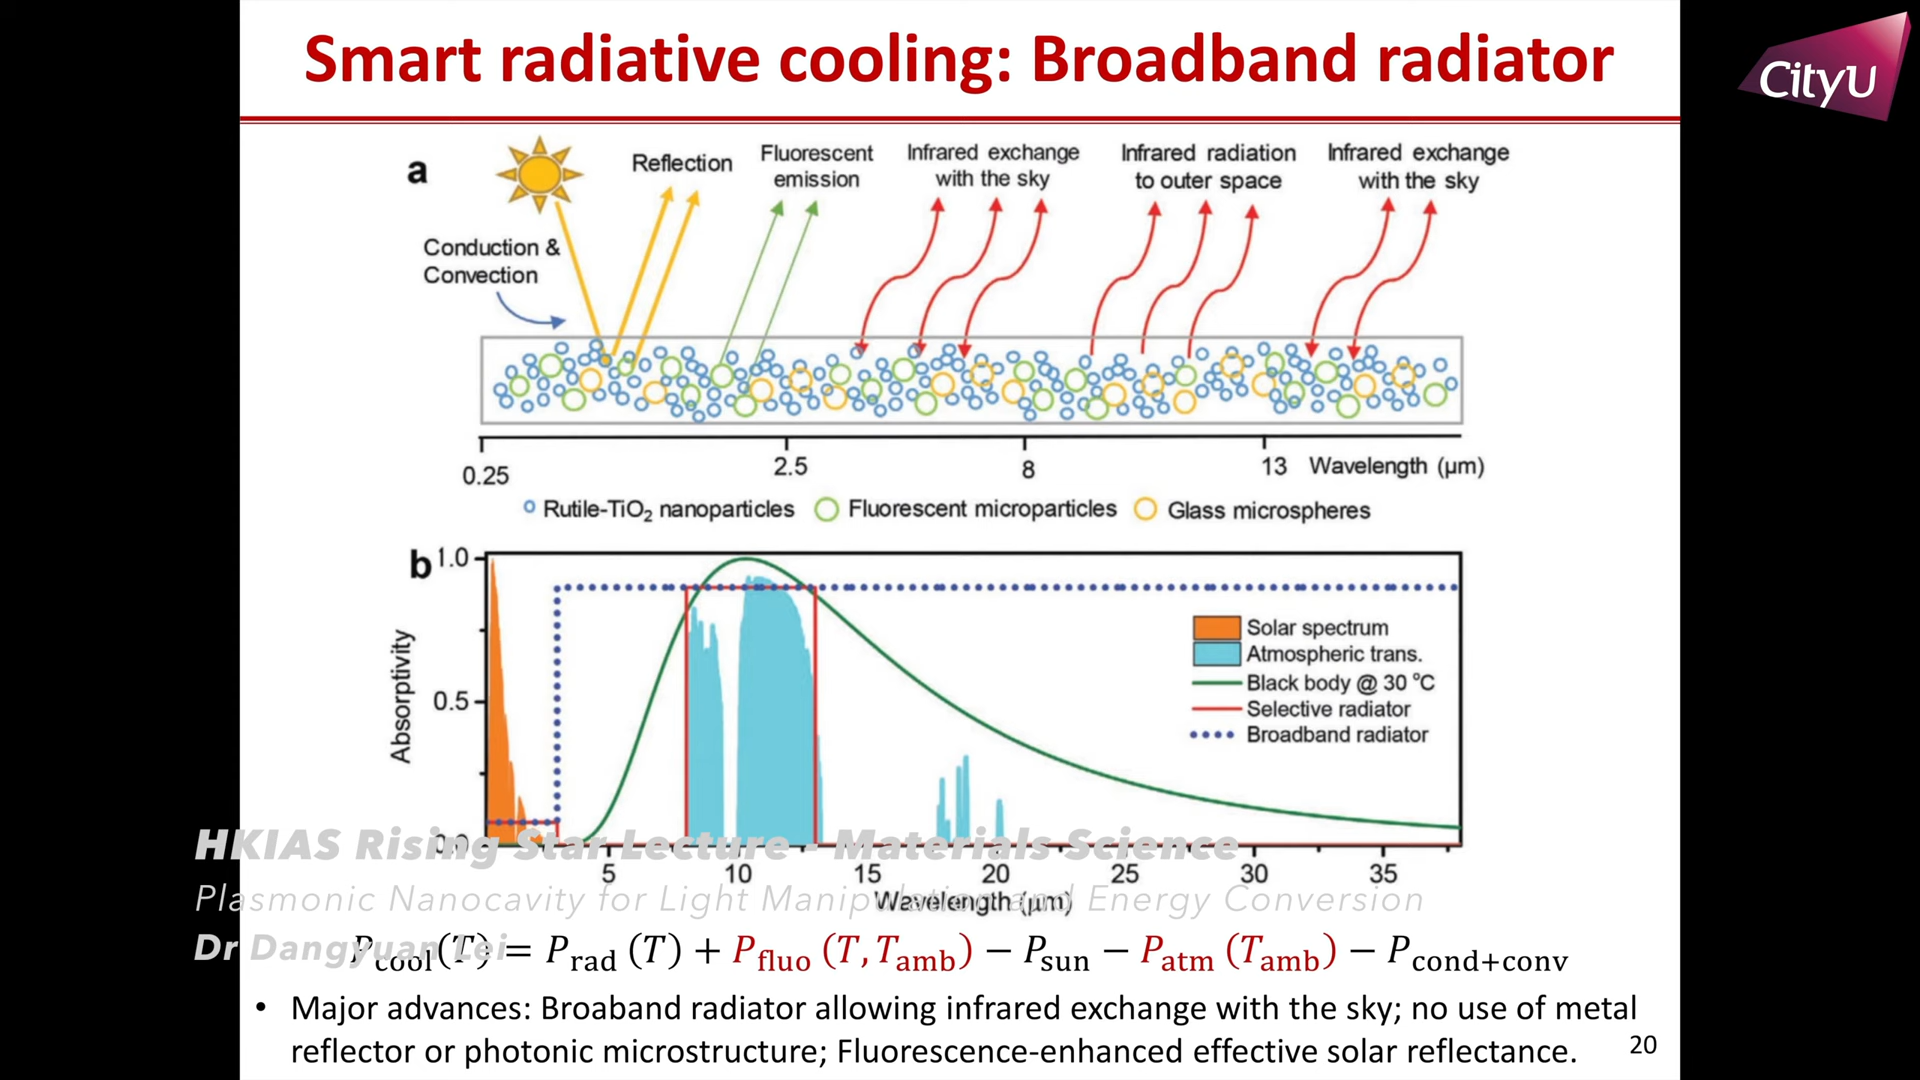 Smart radiative cooling: Broadband radiator
CityU
a
Reflection
Fluorescent
emission
Infrared exchange
with the sky
Infrared radiation
to outer space
Infrared exchange
with the sky
Conduction &
Convection
0.25
2.5
8
13
Wavelength (µm)
Rutile-TiO₂ nanoparticles
Fluorescent microparticles
Glass microspheres
b
1.0
0.5
0.0
Absorptivity
Solar spectrum
Atmospheric trans.
Black body @ 30 °C
Selective radiator
Broadband radiator
5
10
15
20
25
30
35
Wavelength (µm)
HKIAS Rising Star Lecture - Materials Science
Plasmonic Nanocavity for Light Manipulation and Energy Conversion
Dr Dangyuan Lei
P_cool(T) = P_rad (T) + P_fluo (T, T_amb) − P_sun − P_atm (T_amb) − P_cond+conv
• Major advances: Broaband radiator allowing infrared exchange with the sky; no use of metal
reflector or photonic microstructure; Fluorescence-enhanced effective solar reflectance.
20